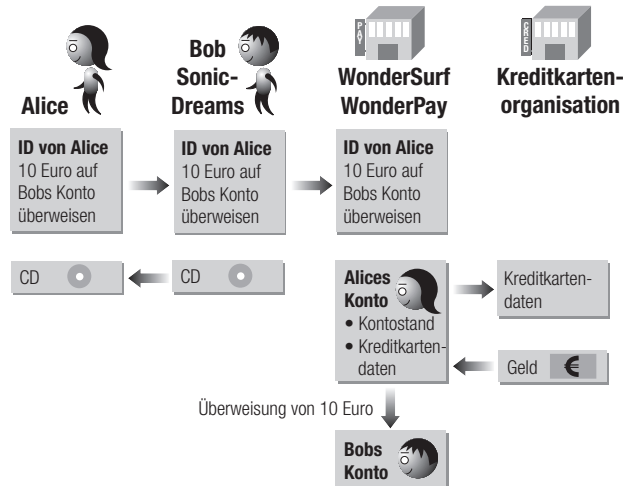 PAY
CRED
Alice
Bob
Sonic-
Dreams
WonderSurf
WonderPay
Kreditkarten-
organisation
ID von Alice
10 Euro auf
Bobs Konto
überweisen
ID von Alice
10 Euro auf
Bobs Konto
überweisen
ID von Alice
10 Euro auf
Bobs Konto
überweisen
CD
CD
Alices
Konto
• Kontostand
• Kreditkarten-
daten
Kreditkarten-
daten
Geld €
Überweisung von 10 Euro
Bobs
Konto